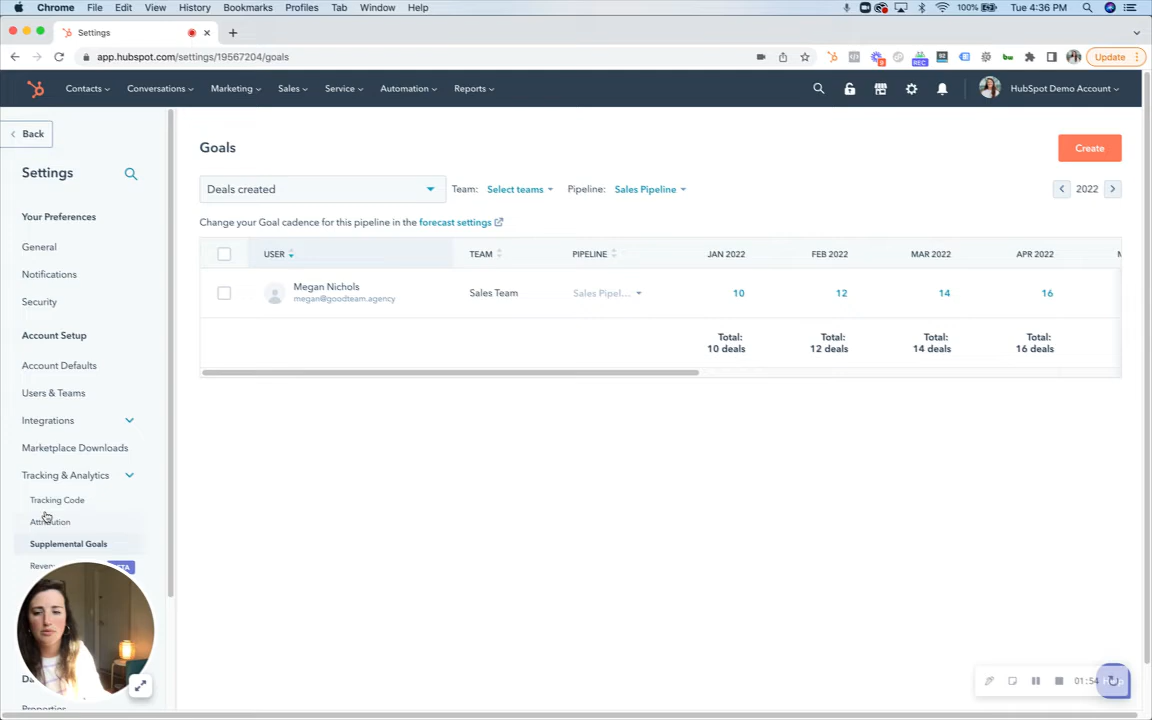 Chrome File Edit View History Bookmarks Profiles Tab Window Help 100% Tue 4:36 PM
Settings
app.hubspot.com/settings/19567204/goals REC Update
Contacts Conversations Marketing Sales Service Automation Reports HubSpot Demo Account
Back
Settings
Your Preferences
General
Notifications
Security
Account Setup
Account Defaults
Users & Teams
Integrations
Marketplace Downloads
Tracking & Analytics
Tracking Code
Attribution
Supplemental Goals
Goals
Create
Deals created Team: Select teams Pipeline: Sales Pipeline 2022
Change your Goal cadence for this pipeline in the forecast settings
USER TEAM PIPELINE JAN 2022 FEB 2022 MAR 2022 APR 2022 M
Megan Nichols
megan@goodteam.agency
Sales Team Sales Pipel... 10 12 14 16
Total: Total: Total: Total:
10 deals 12 deals 14 deals 16 deals
Properties
01:54 Help